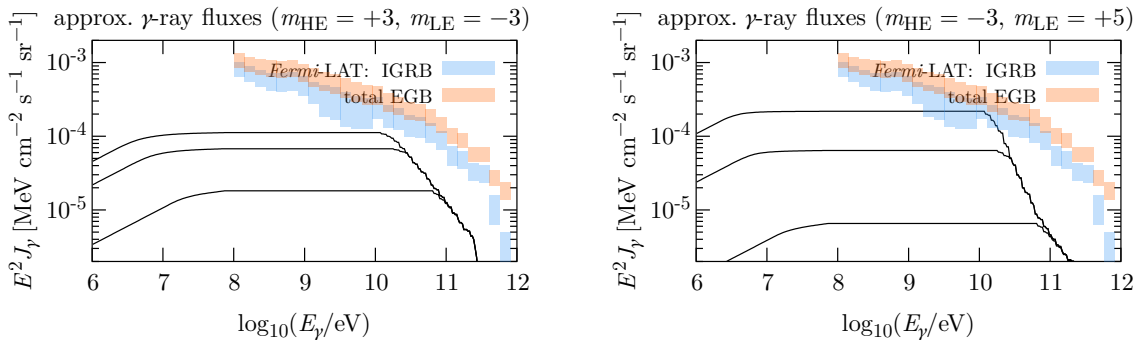 approx. γ-ray fluxes (m_HE = +3, m_LE = −3)
E² J_γ [MeV cm⁻² s⁻¹ sr⁻¹]
10⁻³
10⁻⁴
10⁻⁵
Fermi-LAT: IGRB
total EGB
6 7 8 9 10 11 12
log₁₀(E_γ/eV)
approx. γ-ray fluxes (m_HE = −3, m_LE = +5)
E² J_γ [MeV cm⁻² s⁻¹ sr⁻¹]
10⁻³
10⁻⁴
10⁻⁵
Fermi-LAT: IGRB
total EGB
6 7 8 9 10 11 12
log₁₀(E_γ/eV)